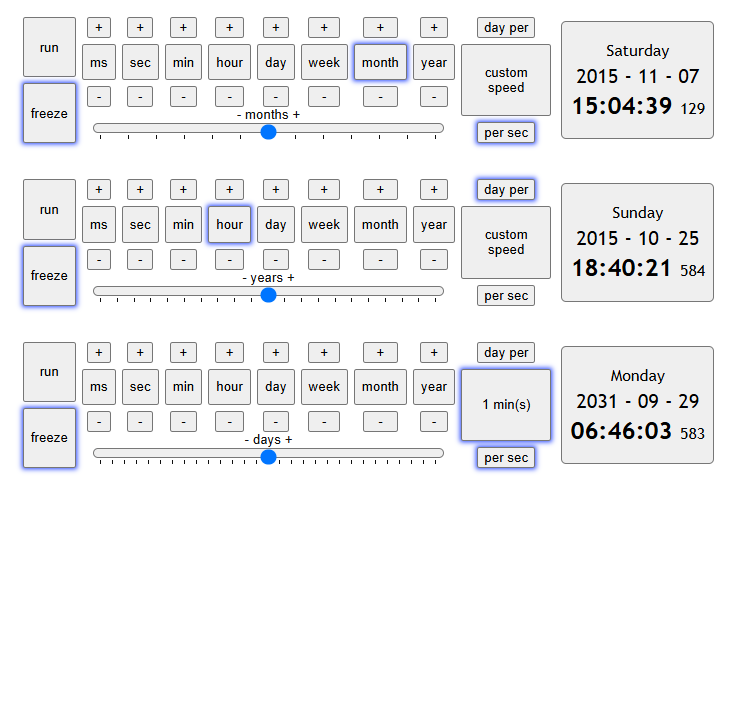 + + + + + + + + day per
run ms sec min hour day week month year custom speed
freeze - - - - - - - - per sec
- months +
Saturday
2015 - 11 - 07
15:04:39 129
+ + + + + + + + day per
run ms sec min hour day week month year custom speed
freeze - - - - - - - - per sec
- years +
Sunday
2015 - 10 - 25
18:40:21 584
+ + + + + + + + day per
run ms sec min hour day week month year 1 min(s)
freeze - - - - - - - - per sec
- days +
Monday
2031 - 09 - 29
06:46:03 583